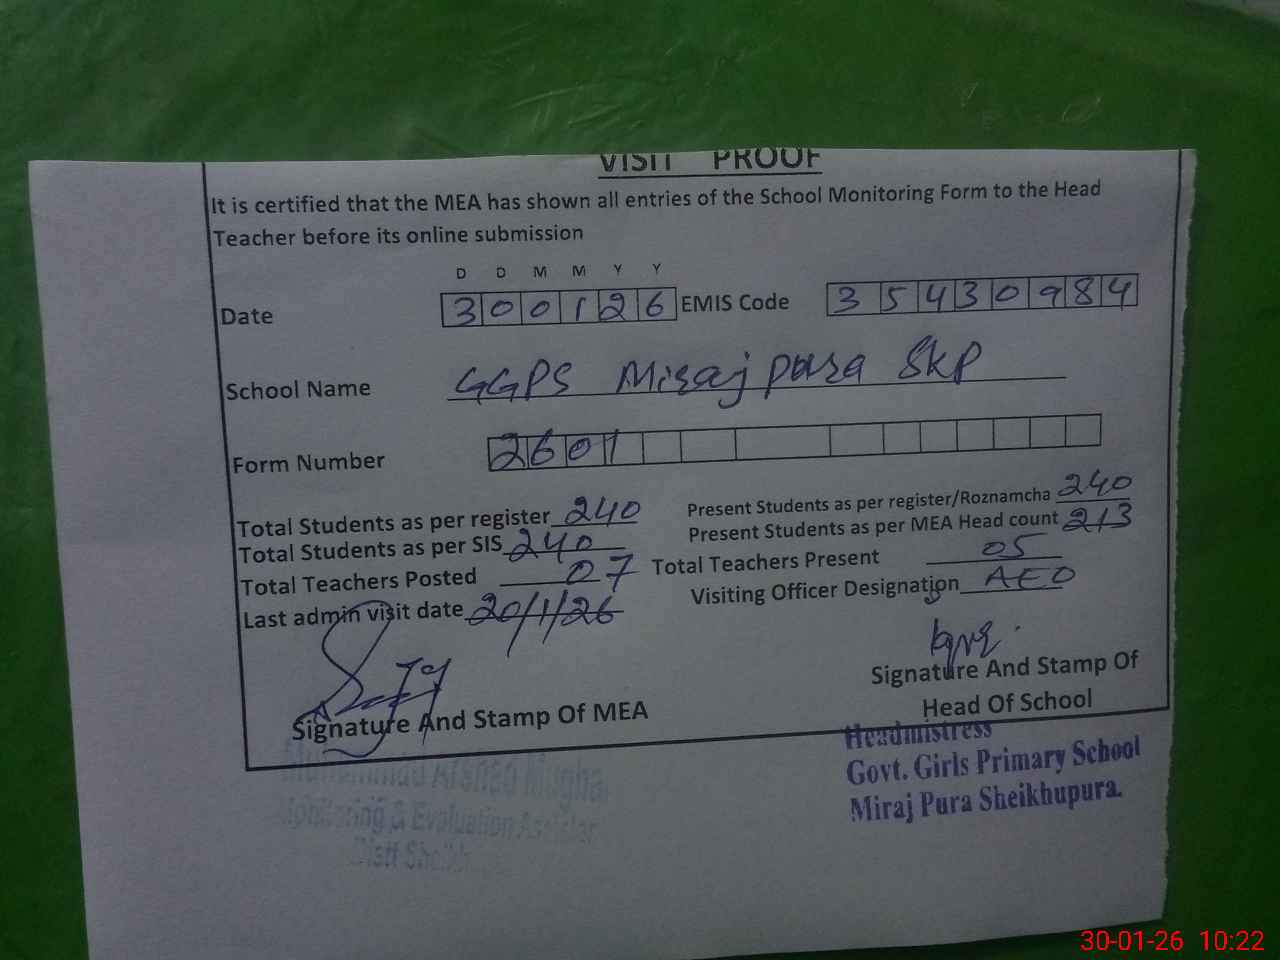 VISIT PROOF
It is certified that the MEA has shown all entries of the School Monitoring Form to the Head
Teacher before its online submission
D D M M Y Y
Date 300126 EMIS Code 35430984
School Name GGPS Mirajpura SKP
Form Number 2601
Total Students as per register 240 Present Students as per register/Roznamcha 240
Total Students as per SIS 240 Present Students as per MEA Head count 213
Total Teachers Posted 07 Total Teachers Present 05
Last admin visit date 20/1/26 Visiting Officer Designation AEO
Signature And Stamp Of MEA Signature And Stamp Of
Head Of School
Headmistress
Govt. Girls Primary School
Miraj Pura Sheikhupura.
Monitoring & Evaluation
30-01-26 10:22